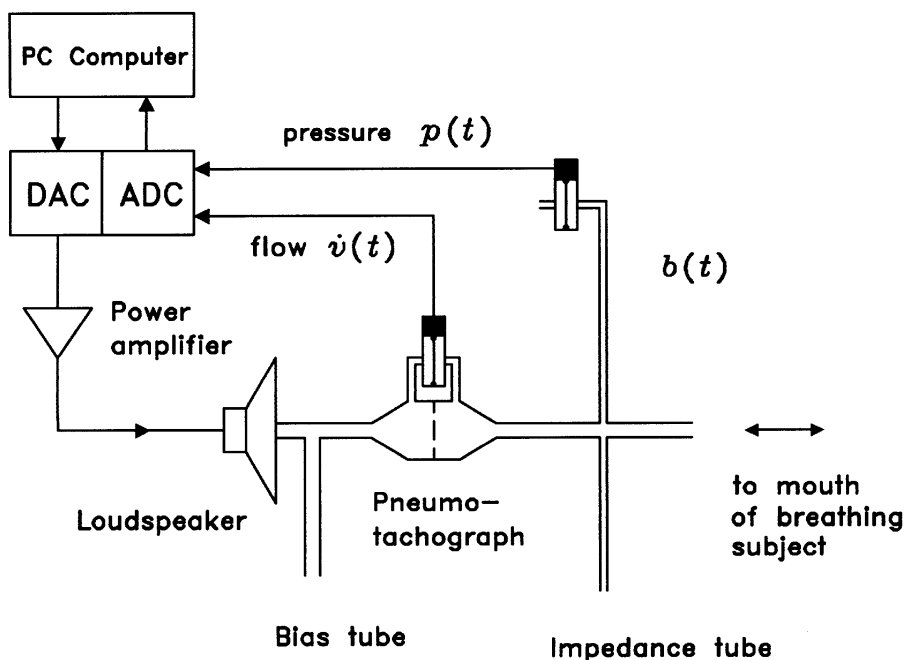 PC Computer
pressure p(t)
DAC
ADC
flow v̇(t)
b(t)
Power
amplifier
Loudspeaker
Pneumo-
tachograph
to mouth
of breathing
subject
Bias tube
Impedance tube